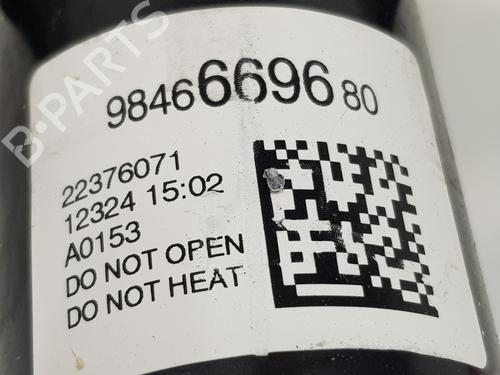 9846669680
22376071
12324 15:02
A0153
DO NOT OPEN
DO NOT HEAT
B-PARTS